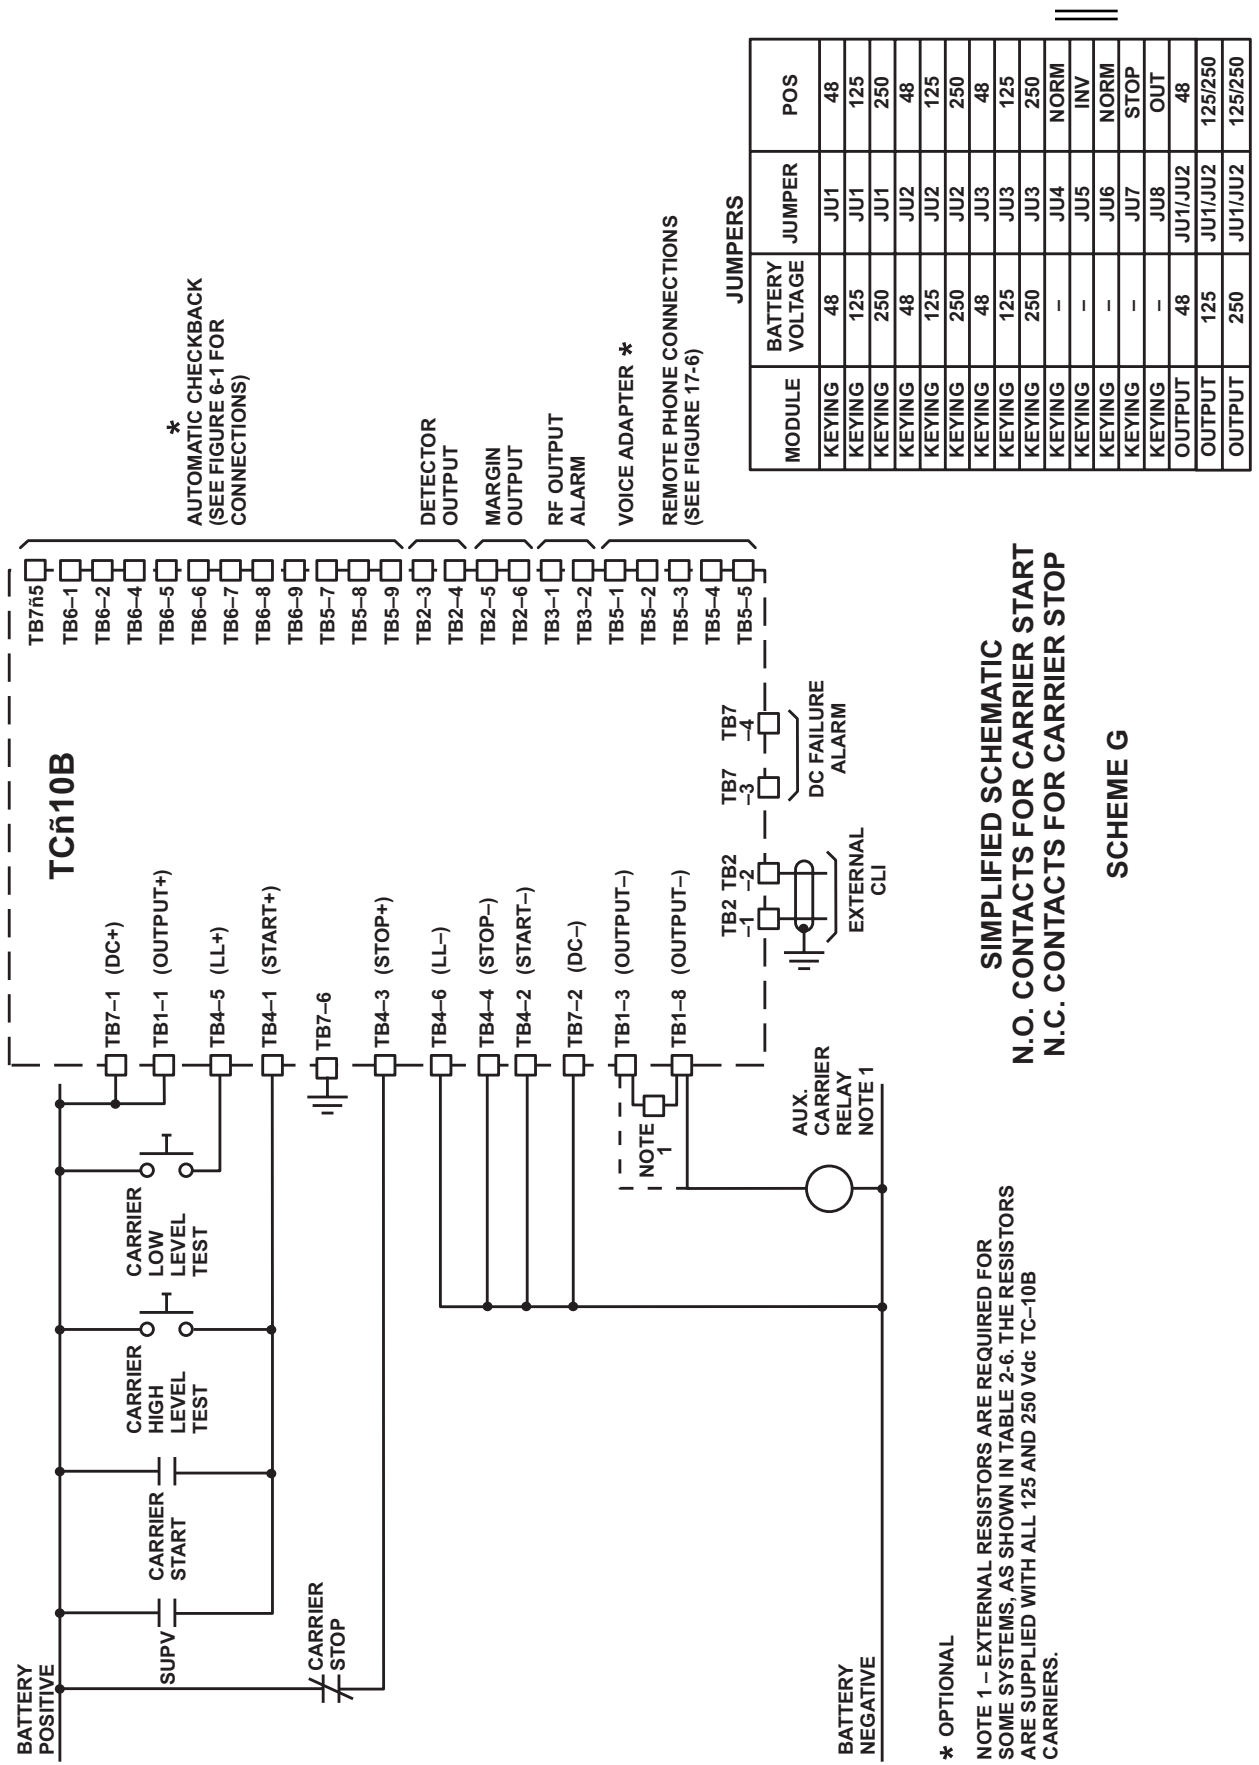 BATTERY
POSITIVE
SUPV
CARRIER
STOP
CARRIER
START
CARRIER
HIGH
LEVEL
TEST
CARRIER
LOW
LEVEL
TEST
TB7–1 (DC+)
TB1–1 (OUTPUT+)
TB4–5 (LL+)
TB4–1 (START+)
TB7–6
TB4–3 (STOP+)
TB4–6 (LL–)
TB4–4 (STOP–)
TB4–2 (START–)
TB7–2 (DC–)
TB1–3 (OUTPUT–)
TB1–8 (OUTPUT–)
NOTE
1
AUX.
CARRIER
RELAY
NOTE 1
BATTERY
NEGATIVE
TCñ10B
TB2
–1
TB2
–2
EXTERNAL
CLI
TB7
–3
TB7
–4
DC FAILURE
ALARM
TB7ñ5
TB6–1
TB6–2
TB6–4
TB6–5
TB6–6
TB6–7
TB6–8
TB6–9
TB5–7
TB5–8
TB5–9
TB2–3
TB2–4
TB2–5
TB2–6
TB3–1
TB3–2
TB5–1
TB5–2
TB5–3
TB5–4
TB5–5
*
AUTOMATIC CHECKBACK
(SEE FIGURE 6-1 FOR
CONNECTIONS)
DETECTOR
OUTPUT
MARGIN
OUTPUT
RF OUTPUT
ALARM
VOICE ADAPTER *
REMOTE PHONE CONNECTIONS
(SEE FIGURE 17-6)
* OPTIONAL
NOTE 1 – EXTERNAL RESISTORS ARE REQUIRED FOR
SOME SYSTEMS, AS SHOWN IN TABLE 2-6. THE RESISTORS
ARE SUPPLIED WITH ALL 125 AND 250 Vdc TC–10B
CARRIERS.
SIMPLIFIED SCHEMATIC
N.O. CONTACTS FOR CARRIER START
N.C. CONTACTS FOR CARRIER STOP
SCHEME G
JUMPERS
MODULE BATTERY VOLTAGE JUMPER POS
KEYING 48 JU1 48
KEYING 125 JU1 125
KEYING 250 JU1 250
KEYING 48 JU2 48
KEYING 125 JU2 125
KEYING 250 JU2 250
KEYING 48 JU3 48
KEYING 125 JU3 125
KEYING 250 JU3 250
KEYING – JU4 NORM
KEYING – JU5 INV
KEYING – JU6 NORM
KEYING – JU7 STOP
KEYING – JU8 OUT
OUTPUT 48 JU1/JU2 48
OUTPUT 125 JU1/JU2 125/250
OUTPUT 250 JU1/JU2 125/250